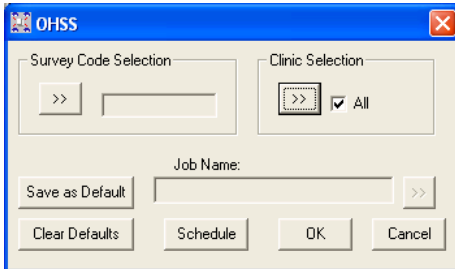 OHSS
Survey Code Selection
Clinic Selection
>>
>>
All
Job Name:
Save as Default
>>
Clear Defaults
Schedule
OK
Cancel